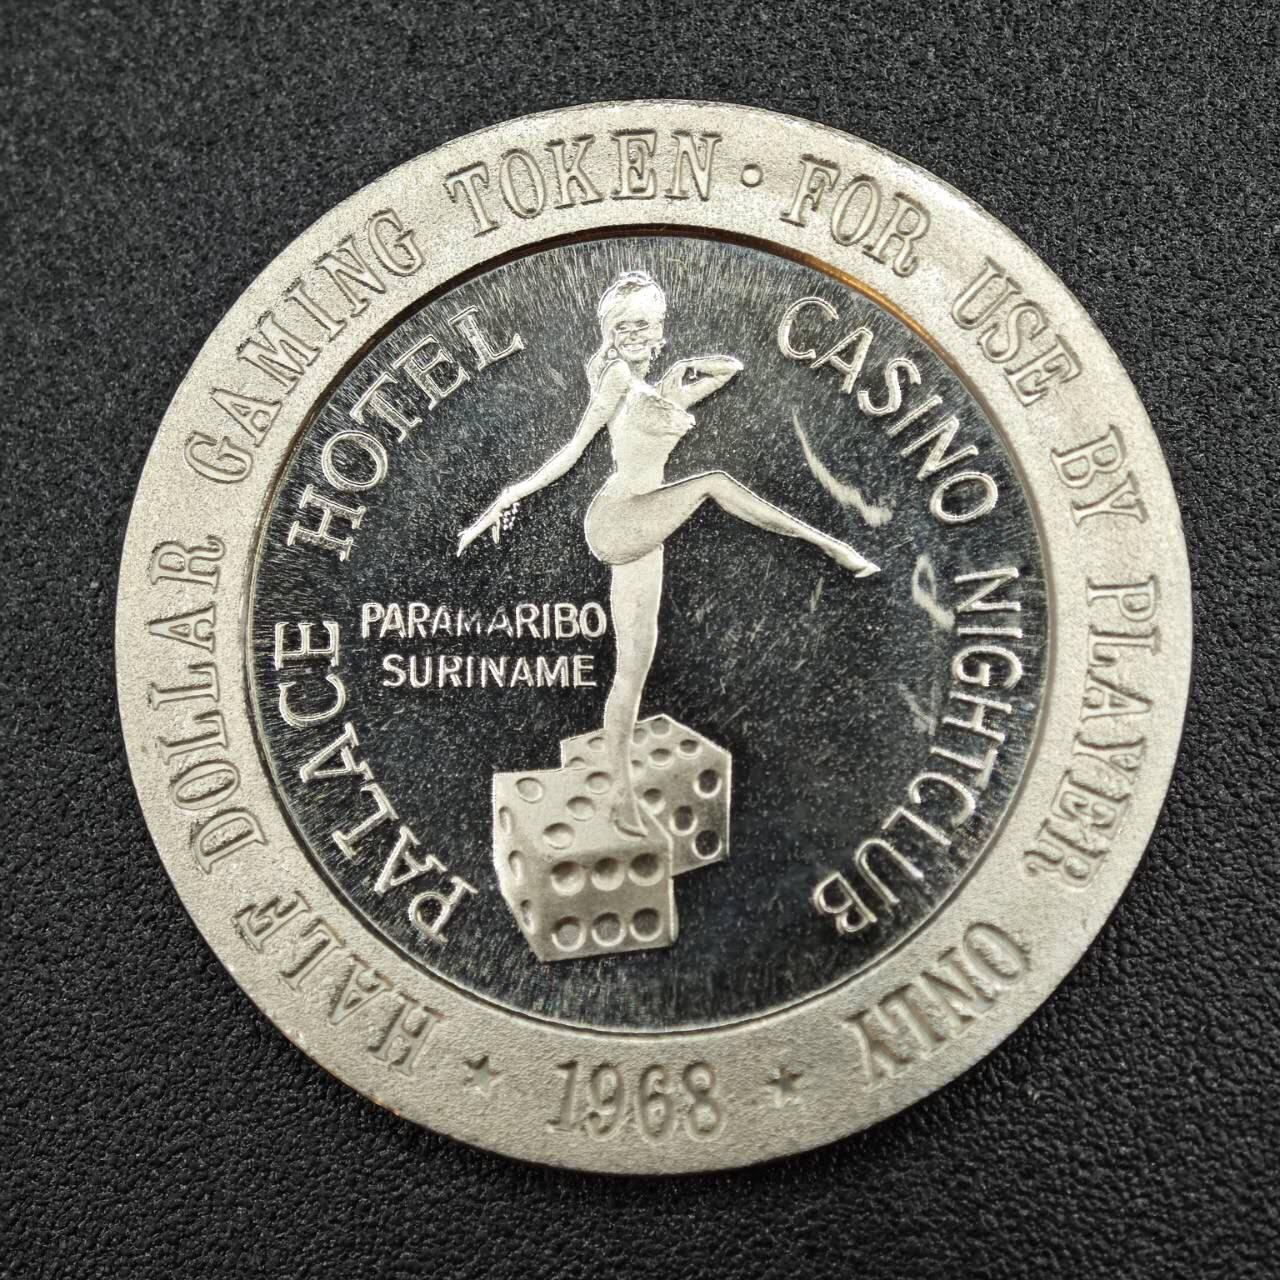 HALF DOLLAR GAMING TOKEN · FOR USE BY PLAYER ONLY
★ 1968 ★
PALACE HOTEL
CASINO NIGHTCLUB
PARAMARIBO
SURINAME